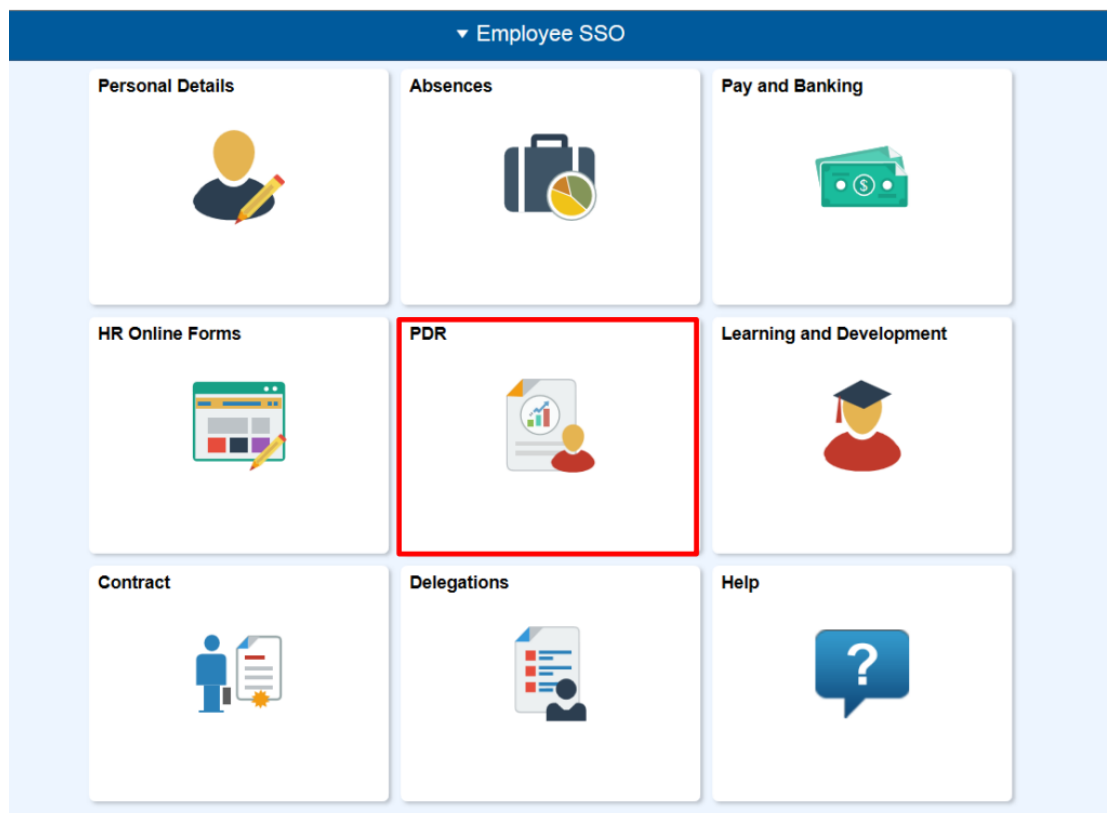 Employee SSO
Personal Details
Absences
Pay and Banking
$
HR Online Forms
PDR
Learning and Development
Contract
Delegations
Help
?